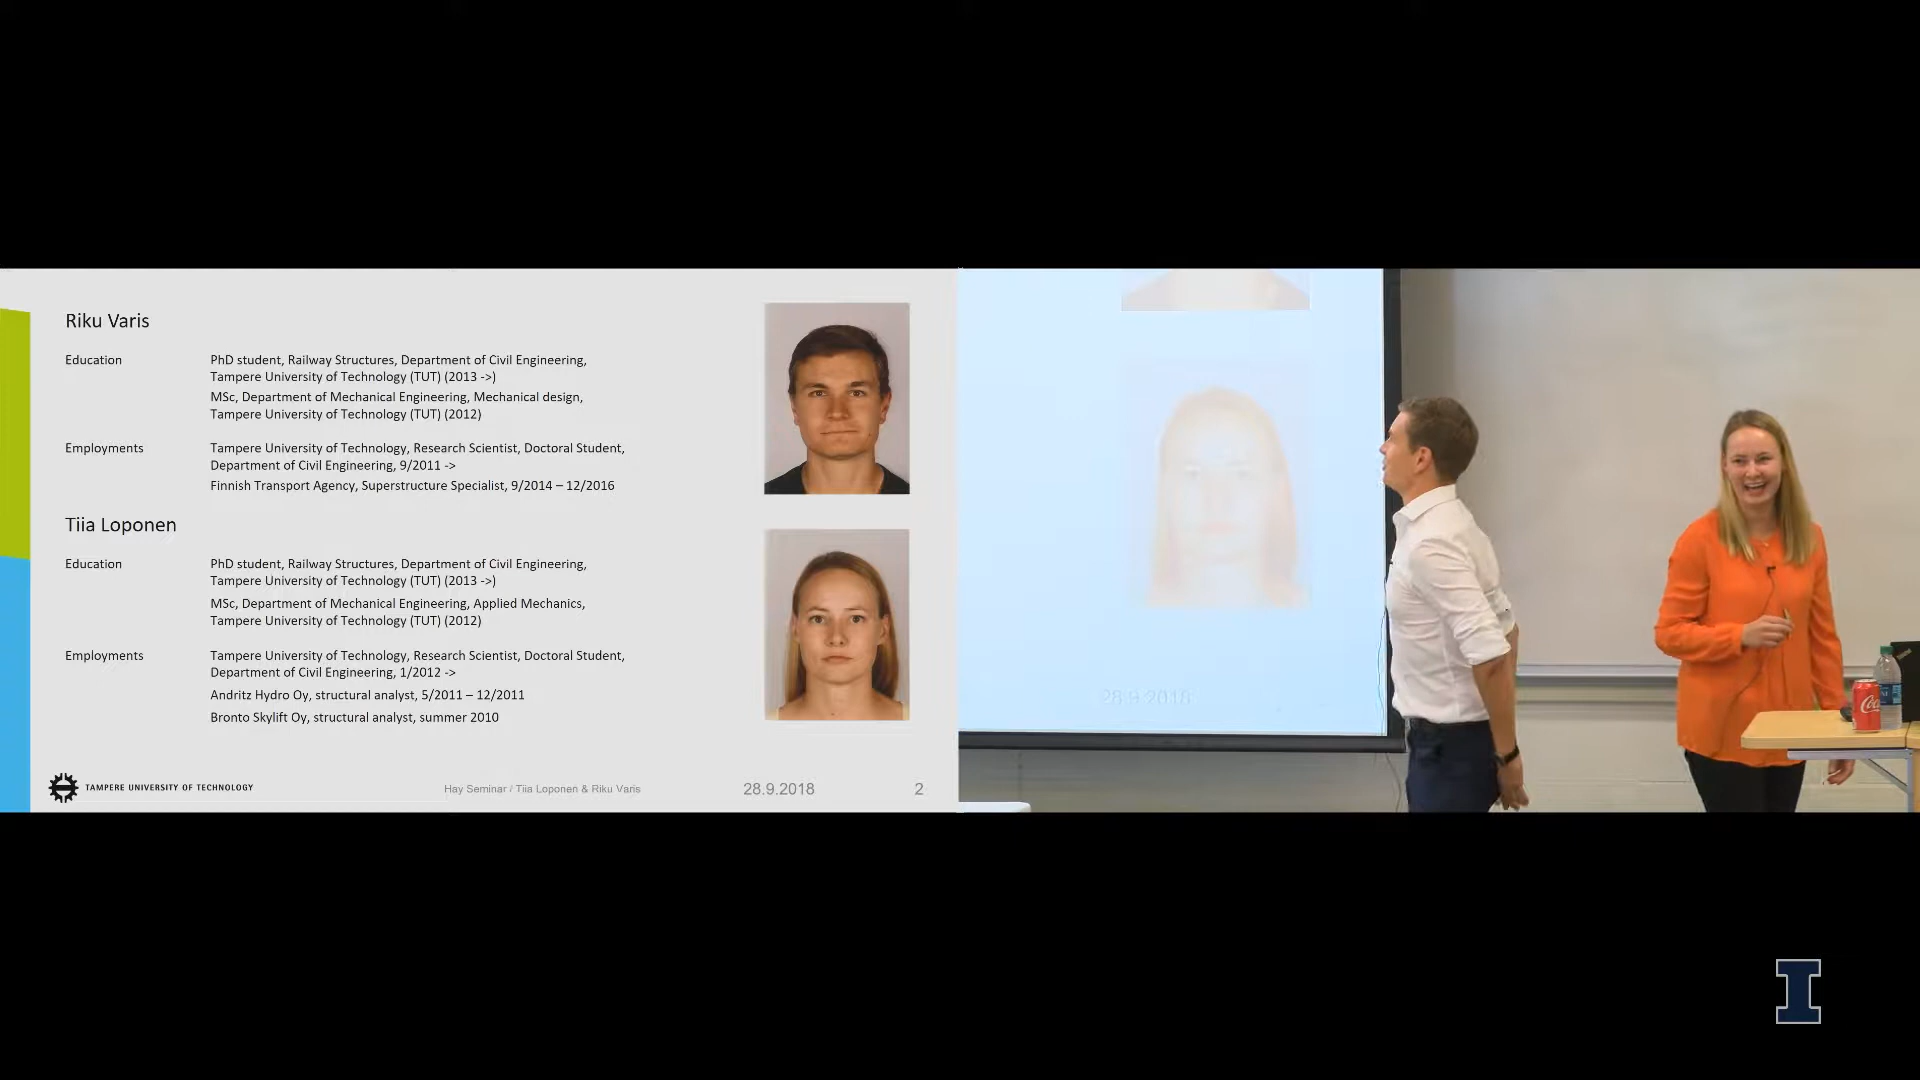 Riku Varis
Education
PhD student, Railway Structures, Department of Civil Engineering,
Tampere University of Technology (TUT) (2013 ->)
MSc, Department of Mechanical Engineering, Mechanical design,
Tampere University of Technology (TUT) (2012)
Employments
Tampere University of Technology, Research Scientist, Doctoral Student,
Department of Civil Engineering, 9/2011 ->
Finnish Transport Agency, Superstructure Specialist, 9/2014 – 12/2016
Tiia Loponen
Education
PhD student, Railway Structures, Department of Civil Engineering,
Tampere University of Technology (TUT) (2013 ->)
MSc, Department of Mechanical Engineering, Applied Mechanics,
Tampere University of Technology (TUT) (2012)
Employments
Tampere University of Technology, Research Scientist, Doctoral Student,
Department of Civil Engineering, 1/2012 ->
Andritz Hydro Oy, structural analyst, 5/2011 – 12/2011
Bronto Skylift Oy, structural analyst, summer 2010
TAMPERE UNIVERSITY OF TECHNOLOGY
Hay Seminar / Tiia Loponen & Riku Varis
28.9.2018
2
28.9.2018
I